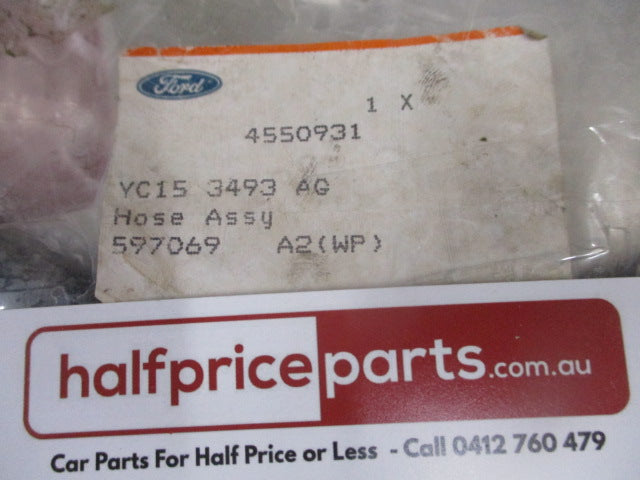 Ford
1 X
4550931
YC15 3493 AG
Hose Assy
597069 A2(WP)
halfpriceparts.com.au
Car Parts For Half Price or Less - Call 0412 760 479